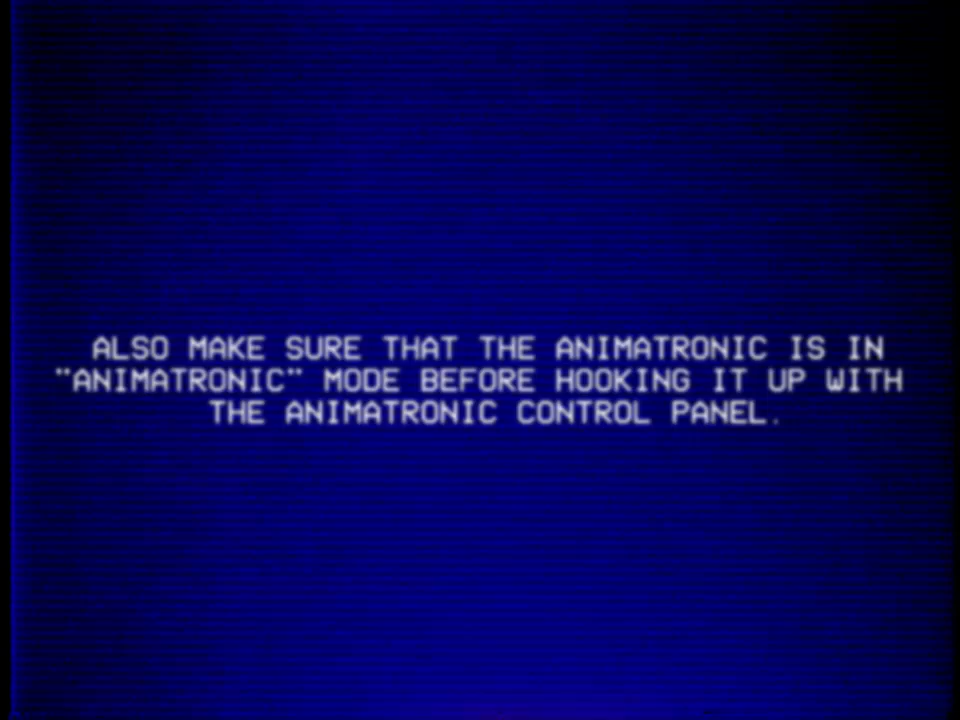 ALSO MAKE SURE THAT THE ANIMATRONIC IS IN
"ANIMATRONIC" MODE BEFORE HOOKING IT UP WITH
THE ANIMATRONIC CONTROL PANEL.